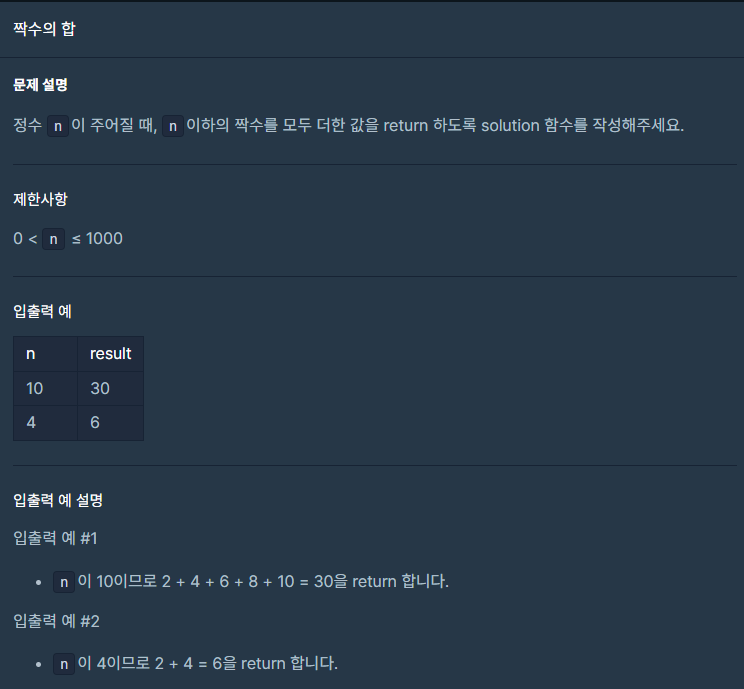 짝수의 합
문제 설명
정수 n이 주어질 때, n이하의 짝수를 모두 더한 값을 return 하도록 solution 함수를 작성해주세요.
제한사항
0 < n ≤ 1000
입출력 예
n result
10 30
4 6
입출력 예 설명
입출력 예 #1
• n이 10이므로 2 + 4 + 6 + 8 + 10 = 30을 return 합니다.
입출력 예 #2
• n이 4이므로 2 + 4 = 6을 return 합니다.